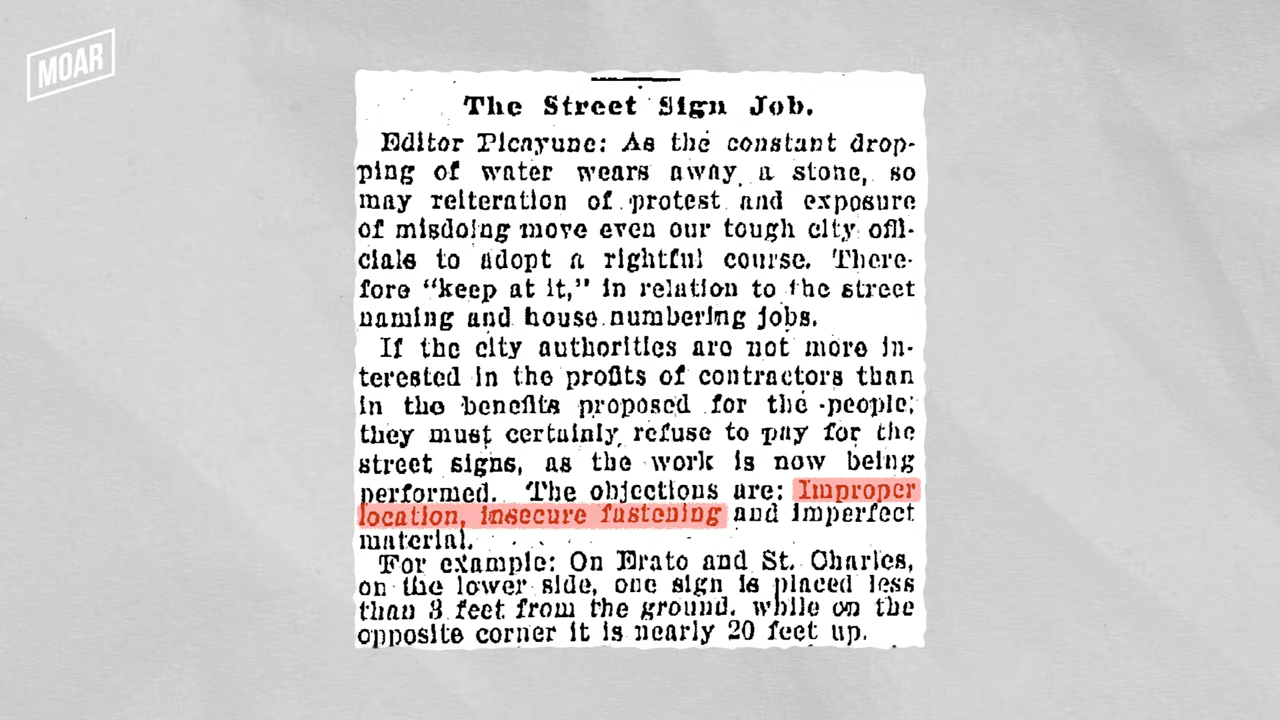 MOAR
The Street Sign Job.
Editor Picayune: As the constant drop-
ping of water wears away a stone, so
may reiteration of protest and exposure
of misdoing move even our tough city offi-
cials to adopt a rightful course. There-
fore "keep at it," in relation to the street
naming and house numbering jobs.
If the city authorities are not more in-
terested in the profits of contractors than
in the benefits proposed for the people;
they must certainly refuse to pay for the
street signs, as the work is now being
performed. The objections are: Improper
location, insecure fastening and imperfect
material.
For example: On Erato and St. Charles,
on the lower side, one sign is placed less
than 8 feet from the ground, while on the
opposite corner it is nearly 20 feet up.